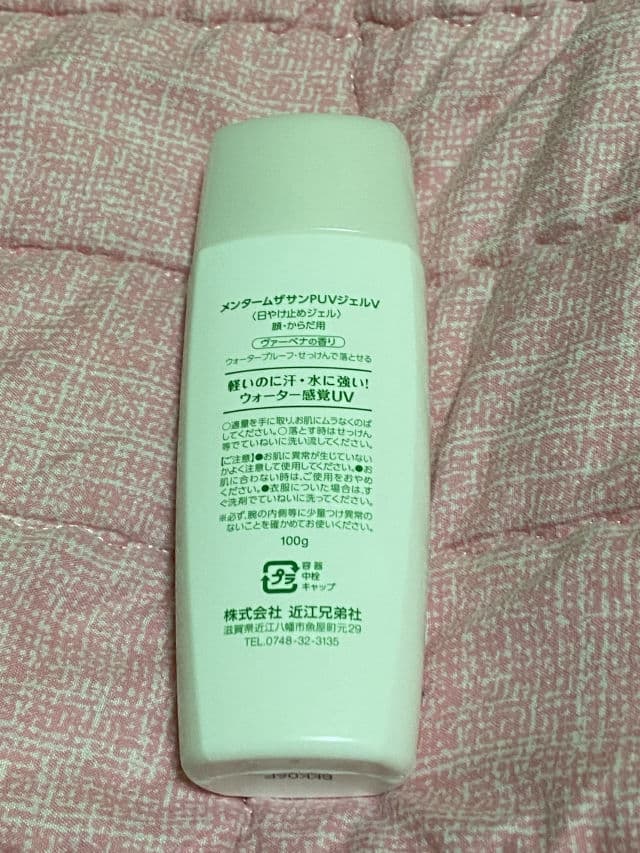 メンタームザサンPUVジェルV
〈日やけ止めジェル〉
顔・からだ用
ヴァーベナの香り
ウォータープルーフ・せっけんで落とせる
軽いのに汗・水に強い!
ウォーター感覚UV
○適量を手に取り、お肌にムラなくのば
してください。○落とす時はせっけん
等でていねいに洗い流してください。
【ご注意】●お肌に異常が生じていない
かよく注意して使用してください。●お
肌に合わない時は、ご使用をおやめ
ください。●衣服についた場合は、す
ぐ洗剤でていねいに洗ってください。
※必ず、腕の内側等に少量つけ異常の
ないことを確かめてお使いください。
100g
プラ
容器
中栓
キャップ
株式会社 近江兄弟社
滋賀県近江八幡市魚屋町元29
TEL.0748-32-3135